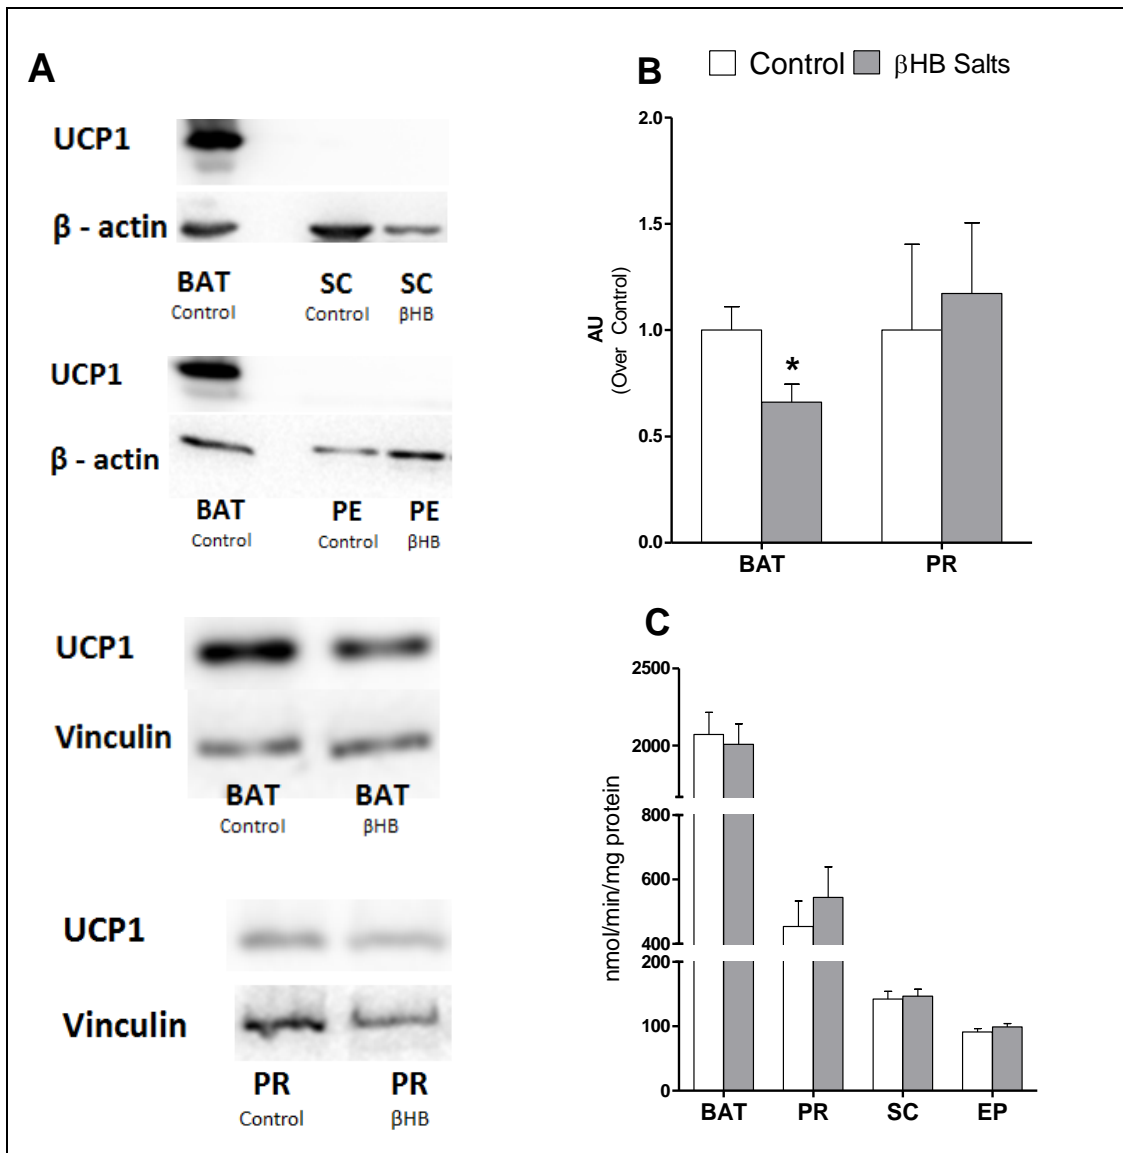 A
UCP1
β - actin
BAT SC SC
Control Control βHB
UCP1
β - actin
BAT PE PE
Control Control βHB
UCP1
Vinculin
BAT BAT
Control βHB
UCP1
Vinculin
PR PR
Control βHB
B
Control βHB Salts
AU
(Over Control)
2.0
1.5
1.0
0.5
0.0
*
BAT PR
C
nmol/min/mg protein
2500
2000
800
600
400
200
100
0
BAT PR SC EP